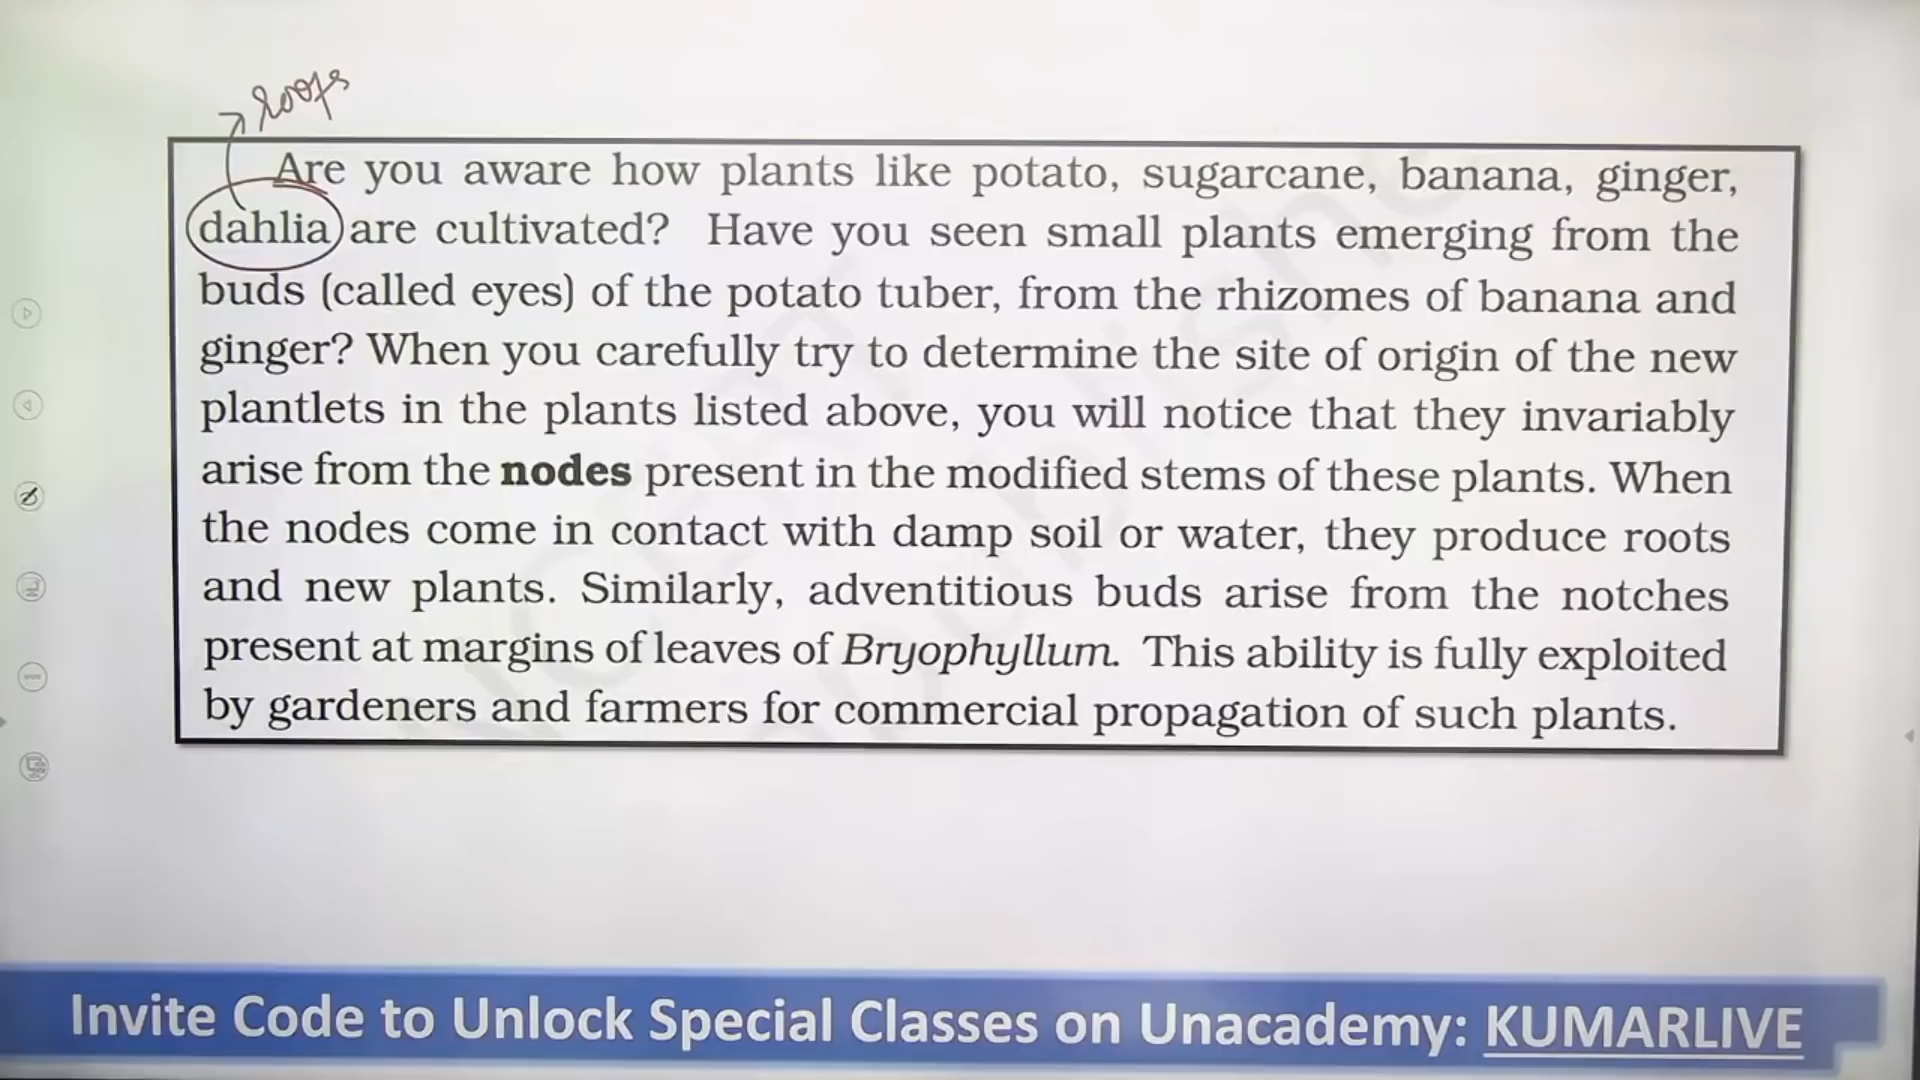 roots
Are you aware how plants like potato, sugarcane, banana, ginger,
dahlia are cultivated? Have you seen small plants emerging from the
buds (called eyes) of the potato tuber, from the rhizomes of banana and
ginger? When you carefully try to determine the site of origin of the new
plantlets in the plants listed above, you will notice that they invariably
arise from the nodes present in the modified stems of these plants. When
the nodes come in contact with damp soil or water, they produce roots
and new plants. Similarly, adventitious buds arise from the notches
present at margins of leaves of Bryophyllum. This ability is fully exploited
by gardeners and farmers for commercial propagation of such plants.
Invite Code to Unlock Special Classes on Unacademy: KUMARLIVE